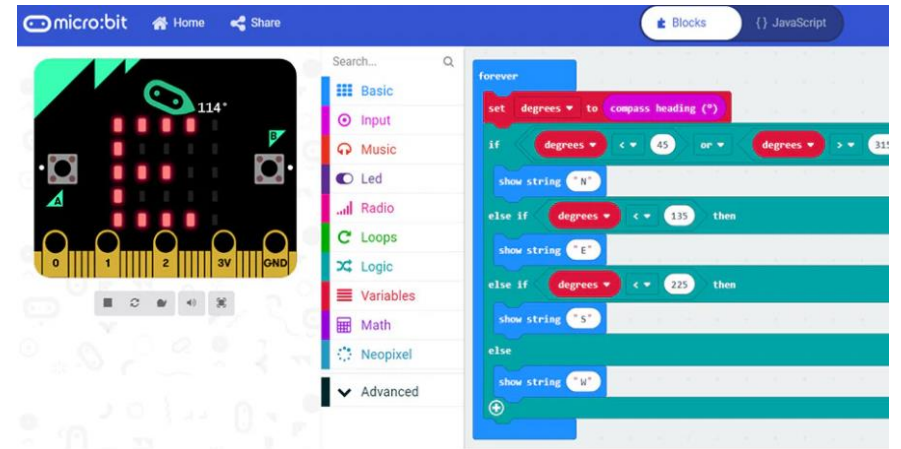 micro:bit Home Share Blocks {} JavaScript
114°
B
A
0 1 2 3V GND
Search...
Basic
Input
Music
Led
Radio
Loops
Logic
Variables
Math
Neopixel
Advanced
forever
set degrees to compass heading (°)
if degrees < 45 or degrees > 315
show string "N"
else if degrees < 135 then
show string "E"
else if degrees < 225 then
show string "S"
else
show string "W"